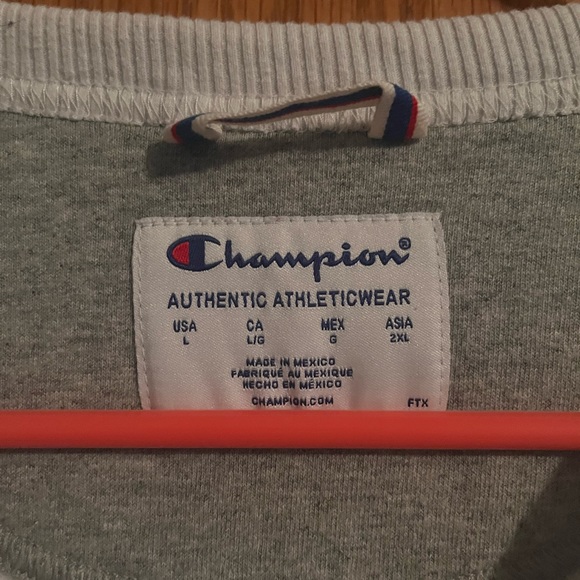 Champion®
AUTHENTIC ATHLETICWEAR
USA CA MEX ASIA
L L/G G 2XL
MADE IN MEXICO
FABRIQUÉ AU MEXIQUE
HECHO EN MÉXICO
CHAMPION.COM FTX